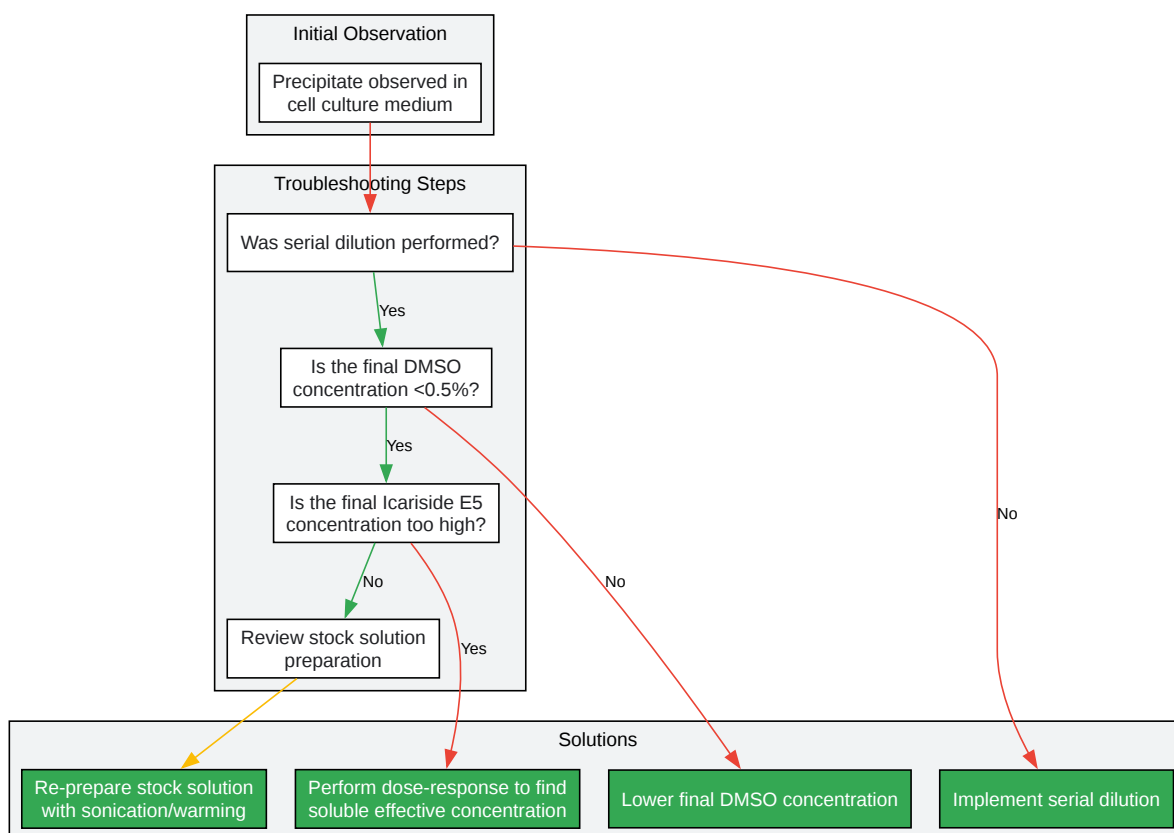 Initial Observation
Precipitate observed in
cell culture medium
Troubleshooting Steps
Was serial dilution performed?
Yes
Is the final DMSO
concentration <0.5%?
Yes
Is the final Icariside E5
concentration too high?
No
No
No
Review stock solution
preparation
Yes
Solutions
Re-prepare stock solution
with sonication/warming
Perform dose-response to find
soluble effective concentration
Lower final DMSO concentration
Implement serial dilution